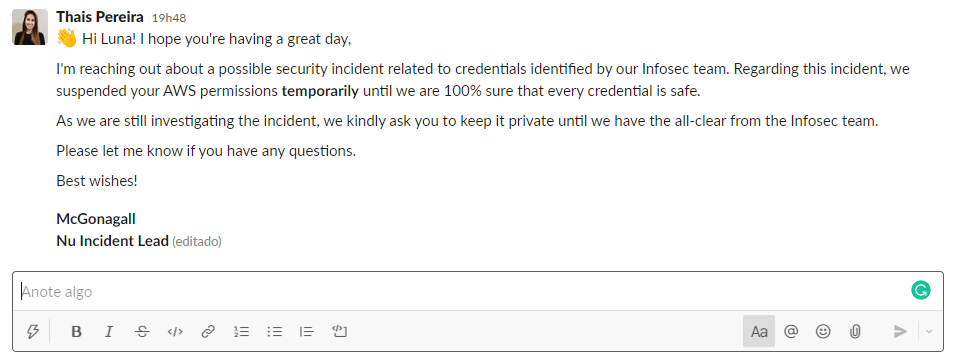 Thais Pereira 19h48
👋 Hi Luna! I hope you're having a great day,
I'm reaching out about a possible security incident related to credentials identified by our Infosec team. Regarding this incident, we
suspended your AWS permissions temporarily until we are 100% sure that every credential is safe.
As we are still investigating the incident, we kindly ask you to keep it private until we have the all-clear from the Infosec team.
Please let me know if you have any questions.
Best wishes!
McGonagall
Nu Incident Lead (editado)
Anote algo
B I S </> Aa @